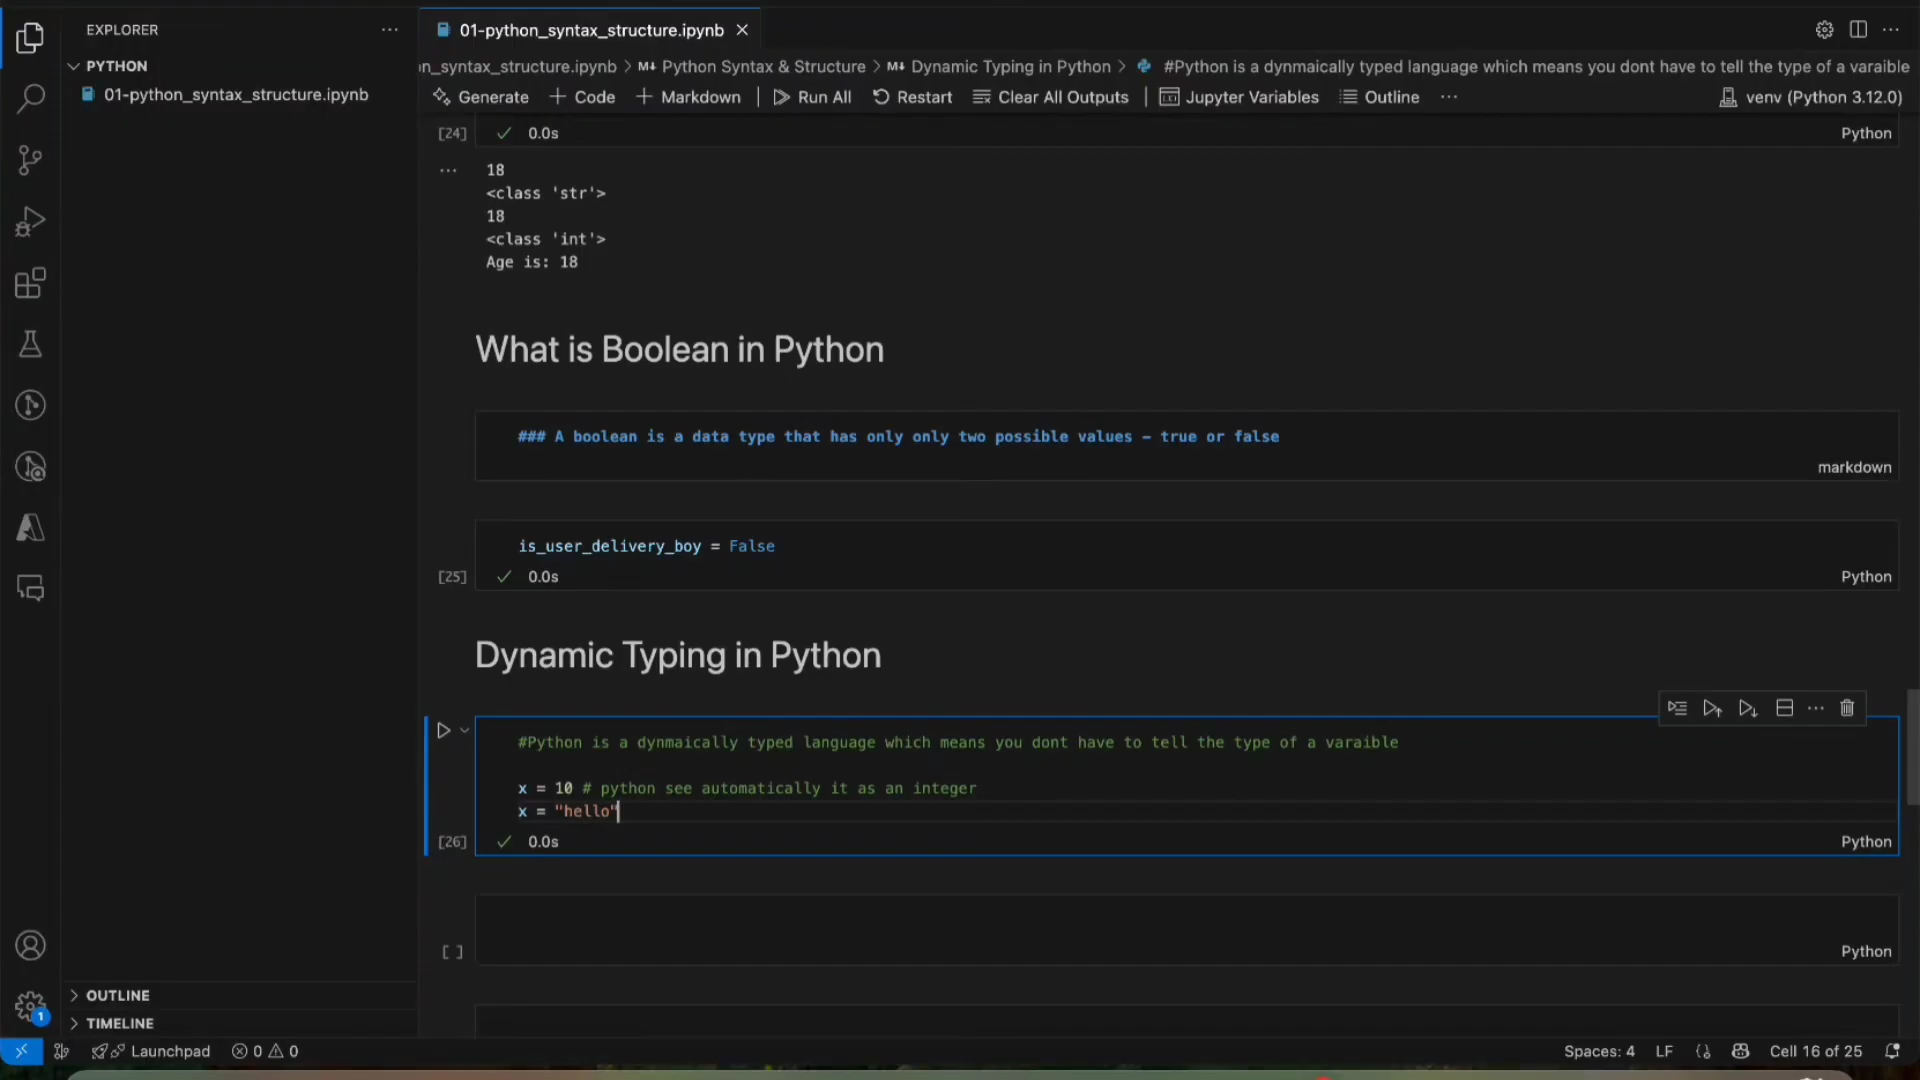 EXPLORER
PYTHON
01-python_syntax_structure.ipynb
OUTLINE
TIMELINE
01-python_syntax_structure.ipynb
n_syntax_structure.ipynb > M↓ Python Syntax & Structure > M↓ Dynamic Typing in Python > #Python is a dynmaically typed language which means you dont have to tell the type of a varaible
Generate + Code + Markdown | Run All Restart Clear All Outputs | Jupyter Variables Outline ... venv (Python 3.12.0)
[24] ✓ 0.0s Python
... 18
<class 'str'>
18
<class 'int'>
Age is: 18
What is Boolean in Python
### A boolean is a data type that has only only two possible values - true or false
markdown
is_user_delivery_boy = False
[25] ✓ 0.0s Python
Dynamic Typing in Python
#Python is a dynmaically typed language which means you dont have to tell the type of a varaible
x = 10 # python see automatically it as an integer
x = "hello"
[26] ✓ 0.0s Python
[ ] Python
1
Launchpad 0 0 Spaces: 4 LF Cell 16 of 25